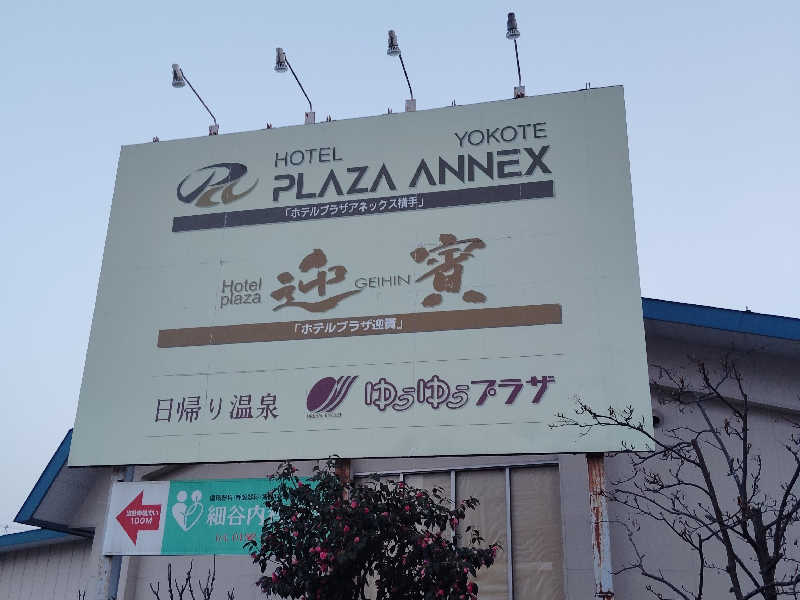 HOTEL YOKOTE
PLAZA ANNEX
「ホテルプラザアネックス横手」
Hotel plaza 迎 GEIHIN 賓
「ホテルプラザ迎賓」
日帰り温泉 ゆうゆうプラザ
100M
細谷内